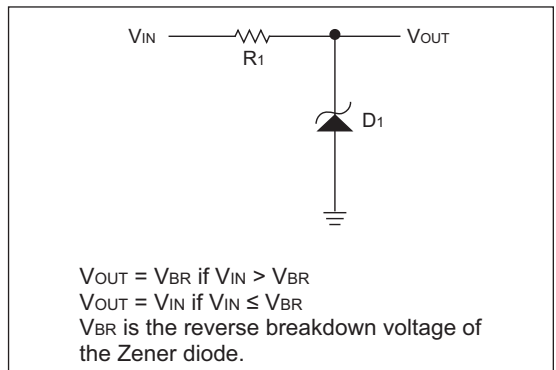 VIN
VOUT
R1
D1
VOUT = VBR if VIN > VBR
VOUT = VIN if VIN ≤ VBR
VBR is the reverse breakdown voltage of
the Zener diode.